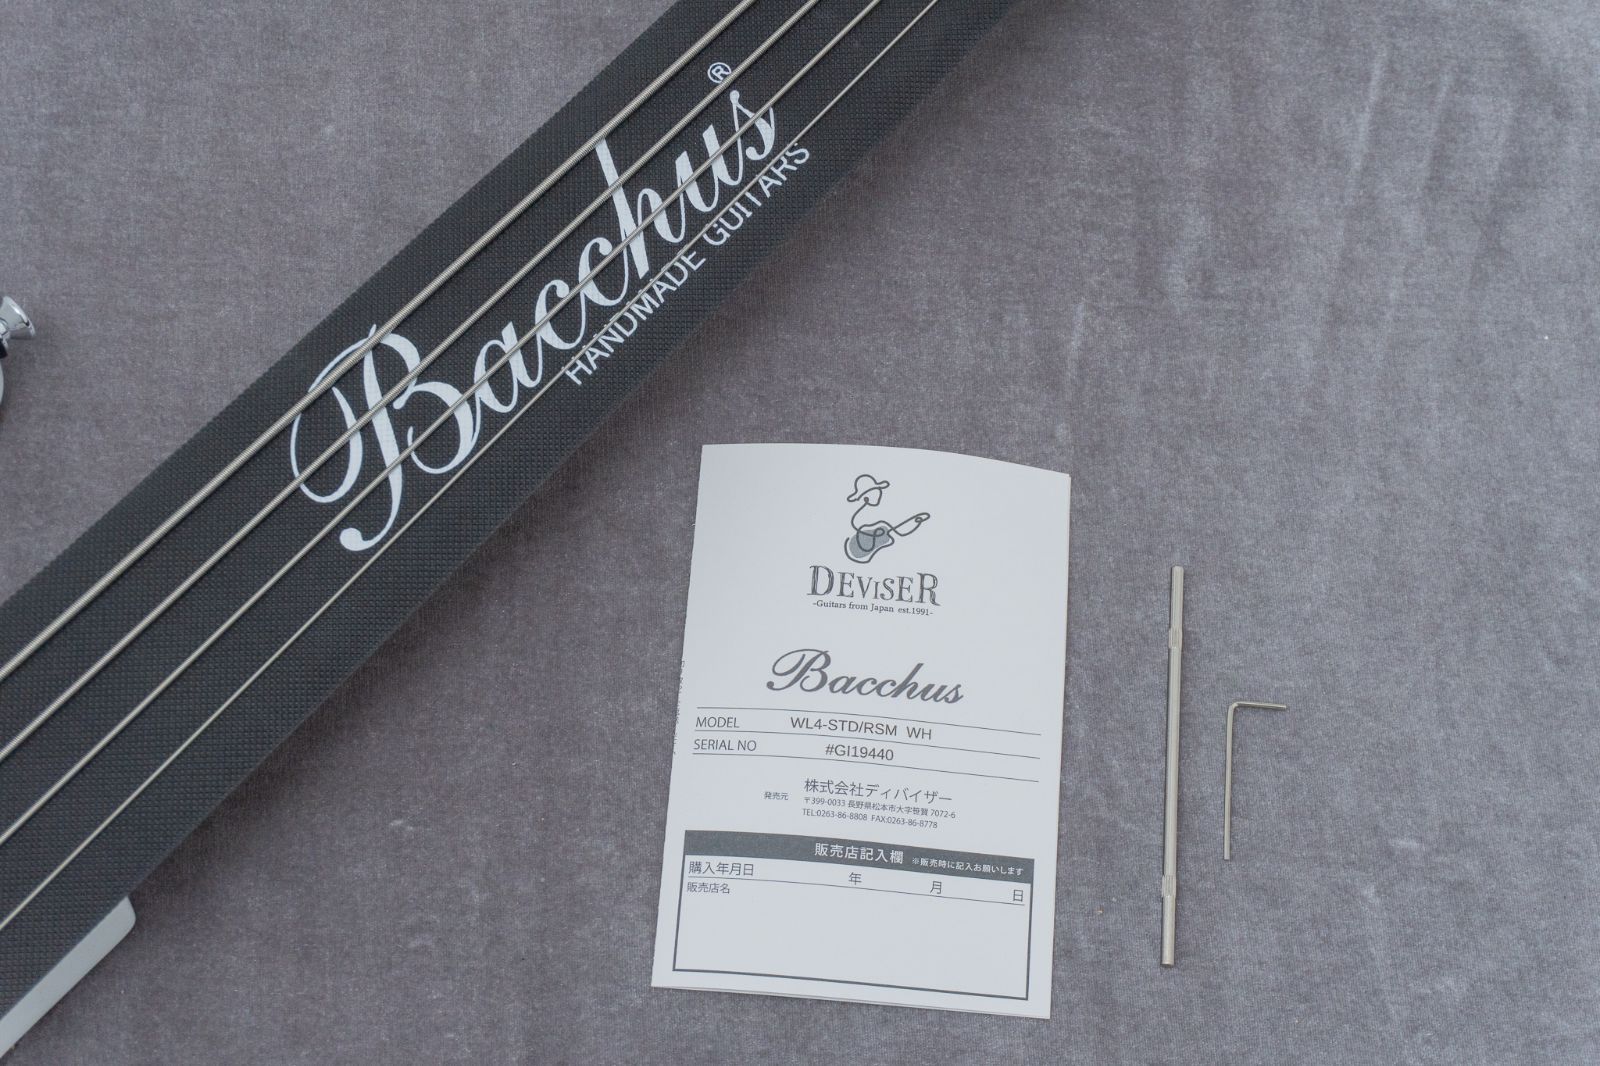 Bacchus®
HANDMADE GUITARS
DEVISER
-Guitars from Japan est.1991-
Bacchus
MODEL WL4-STD/RSM WH
SERIAL NO #GI19440
発売元 株式会社ディバイザー
〒399-0033 長野県松本市大字笹賀 7072-6
TEL:0263-86-8808 FAX:0263-86-8778
販売店記入欄 ※販売時に記入お願いします
購入年月日 年 月 日
販売店名